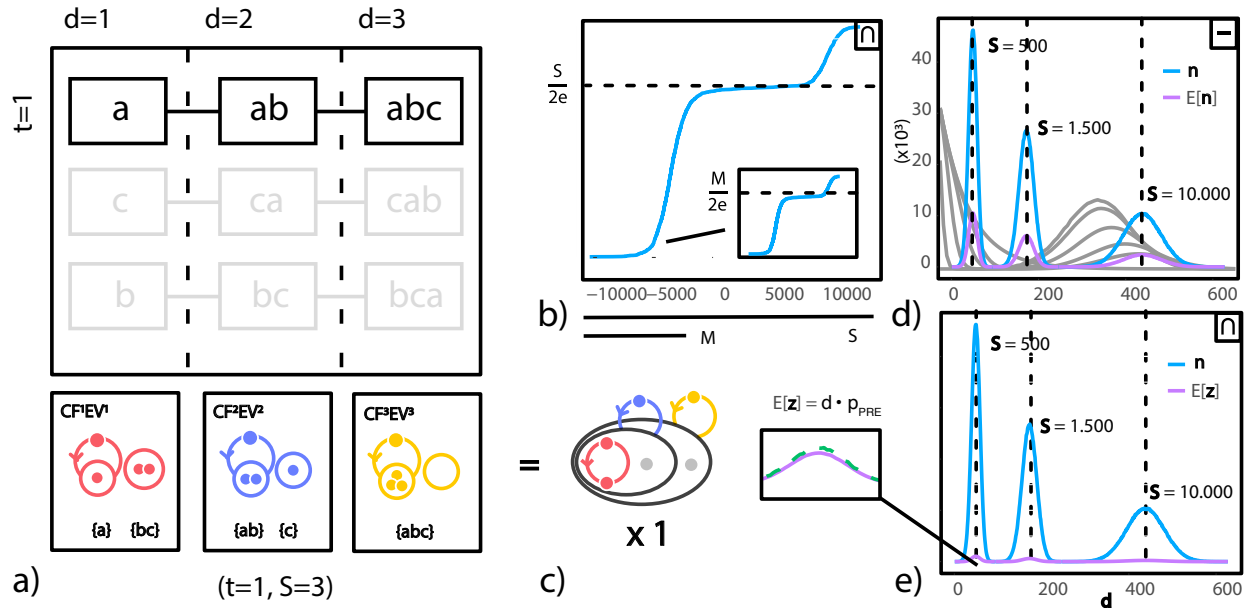 d=1 d=2 d=3
t=1
a ab abc
c ca cab
b bc bca
CF¹EV¹ CF²EV² CF³EV³
{a} {bc} {ab} {c} {abc}
a) (t=1, S=3)
∩
S
2e
M
2e
−10000 −5000 0 5000 10000
b)
M S
=
x 1
c)
E[z] = d • pPRE
−
40
30
20
10
0
(x10³)
S = 500
S = 1.500
S = 10.000
n
E[n]
0 200 400 600
d)
∩
S = 500
S = 1.500
S = 10.000
n
E[z]
0 200 400 600
d
e)